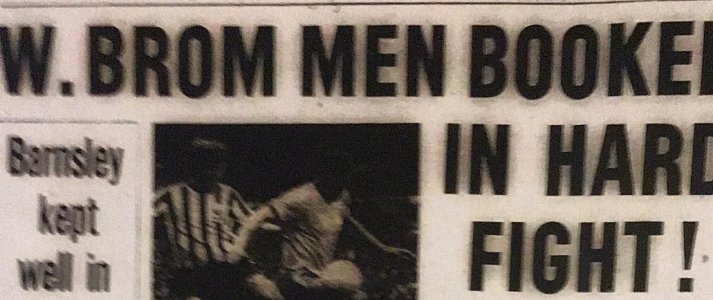 W. BROM MEN BOOKE
IN HARD
FIGHT!
Barnsley
kept
well in